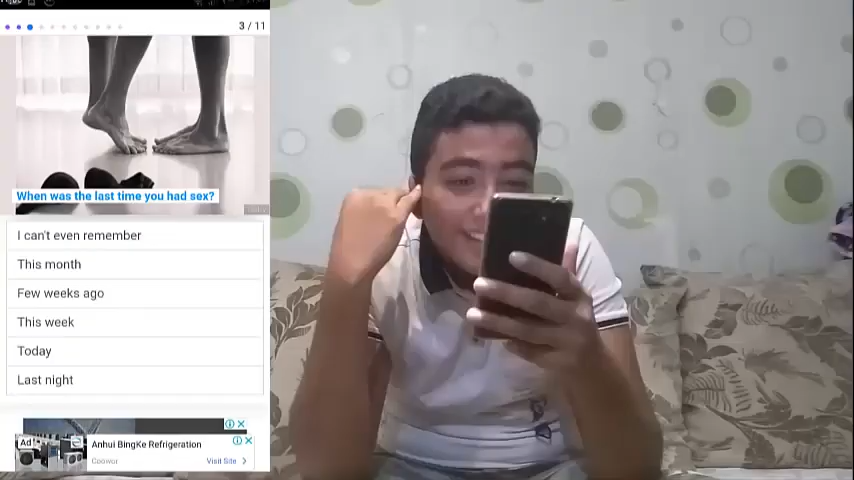 3 / 11
When was the last time you had sex?
I can't even remember
This month
Few weeks ago
This week
Today
Last night
Ad
Anhui BingKe Refrigeration
Coowor
Visit Site